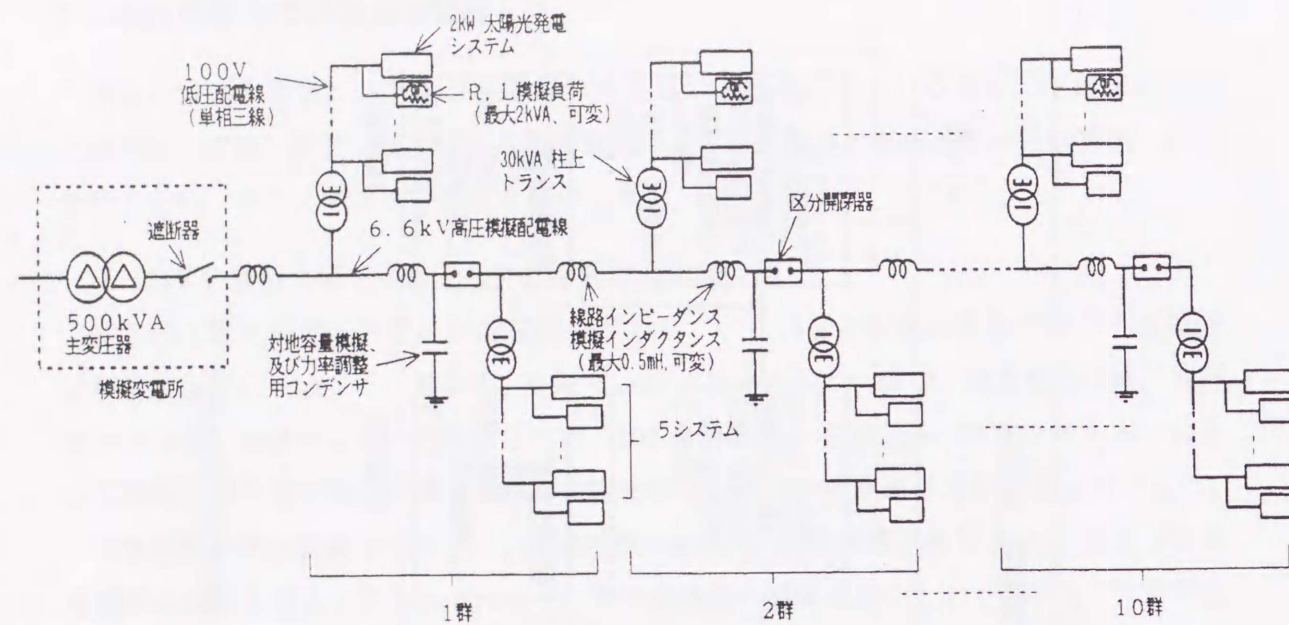 2kW 太陽光発電
システム
100V
低圧配電線
(単相三線)
R, L模擬負荷
(最大2kVA、可変)
30kVA 柱上
トランス
区分開閉器
遮断器
6.6kV高圧模擬配電線
500kVA
主変圧器
模擬変電所
対地容量模擬、
及び力率調整
用コンデンサ
線路インピーダンス
模擬インダクタンス
(最大0.5mH,可変)
5システム
1群
2群
10群